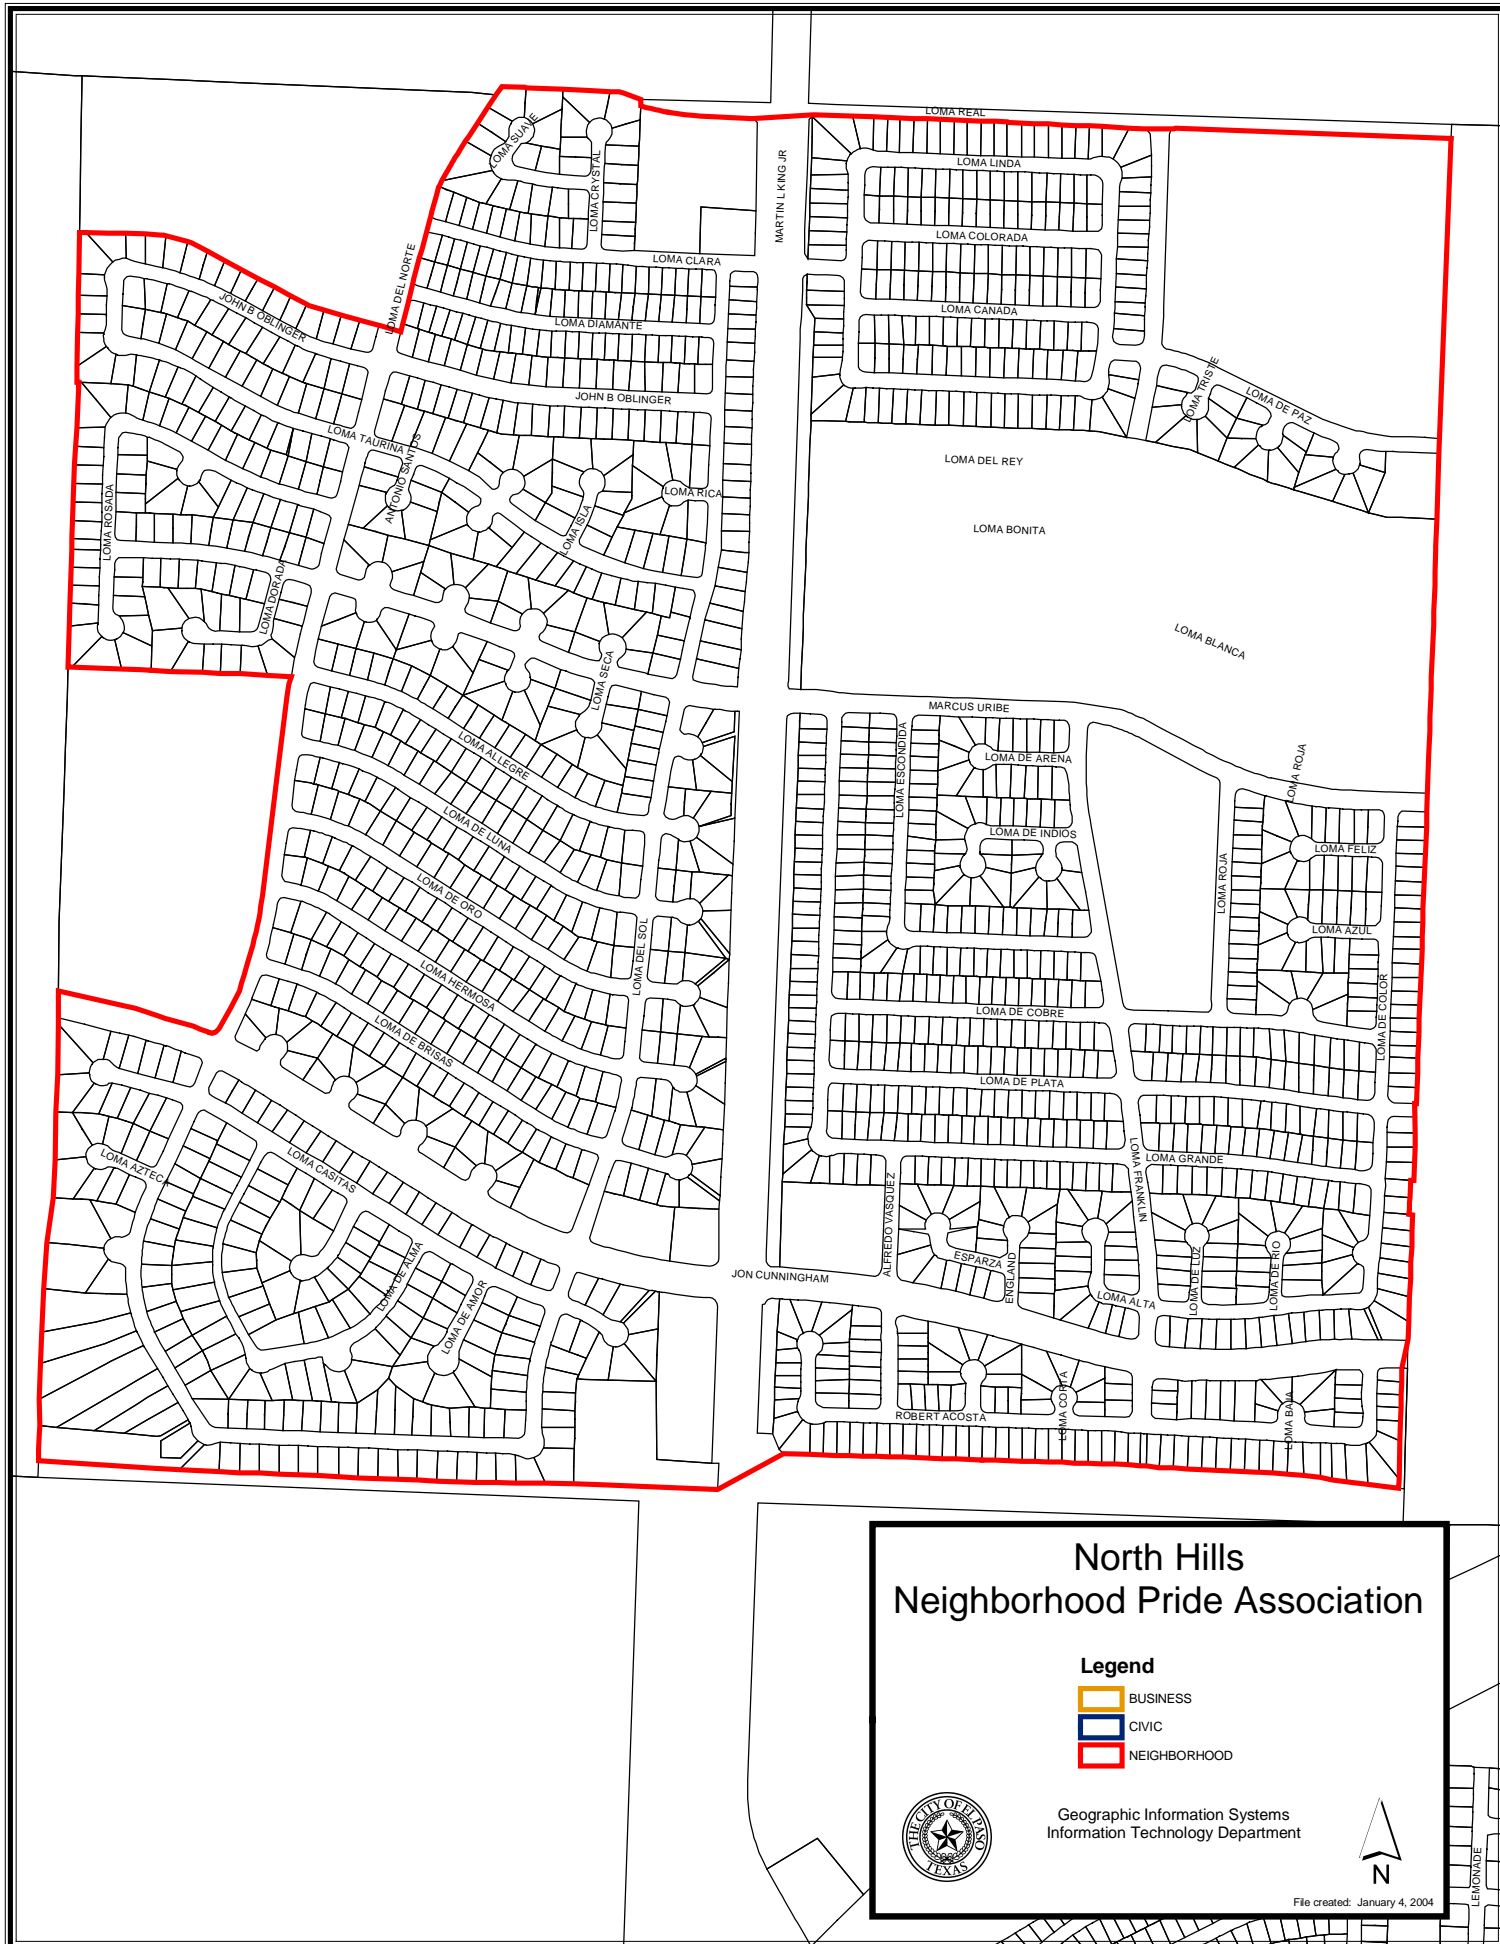 LOMA REAL
LOMA SUAVE
LOMA CRYSTAL
MARTIN L KING JR
LOMA LINDA
LOMA COLORADA
LOMA CLARA
LOMA DEL NORTE
JOHN B OBLINGER
LOMA DIAMANTE
LOMA CANADA
LOMA TRISTE
LOMA DE PAZ
JOHN B OBLINGER
LOMA TAURINA
ANTONIO SANTOS
LOMA DEL REY
LOMA RICA
LOMA ROSADA
LOMA ISLA
LOMA BONITA
LOMA DORADA
LOMA BLANCA
LOMA SECA
MARCUS URIBE
LOMA ALLEGRE
LOMA ESCONDIDA
LOMA DE ARENA
LOMA ROJA
LOMA DE LUNA
LOMA DE INDIOS
LOMA FELIZ
LOMA DE ORO
LOMA ROJA
LOMA AZUL
LOMA DEL SOL
LOMA HERMOSA
LOMA DE COLOR
LOMA DE COBRE
LOMA DE BRISAS
LOMA DE PLATA
LOMA AZTECA
LOMA CASITAS
LOMA GRANDE
LOMA FRANKLIN
ALFREDO VASQUEZ
ESPARZA
ENGLAND
LOMA DE ALMA
JON CUNNINGHAM
LOMA DE LUZ
LOMA DE RIO
LOMA ALTA
LOMA DE AMOR
LOMA CORTA
LOMA BAJA
ROBERT ACOSTA
North Hills
Neighborhood Pride Association
Legend
BUSINESS
CIVIC
NEIGHBORHOOD
THE CITY OF EL PASO
TEXAS
Geographic Information Systems
Information Technology Department
N
File created: January 4, 2004
LEMONADE